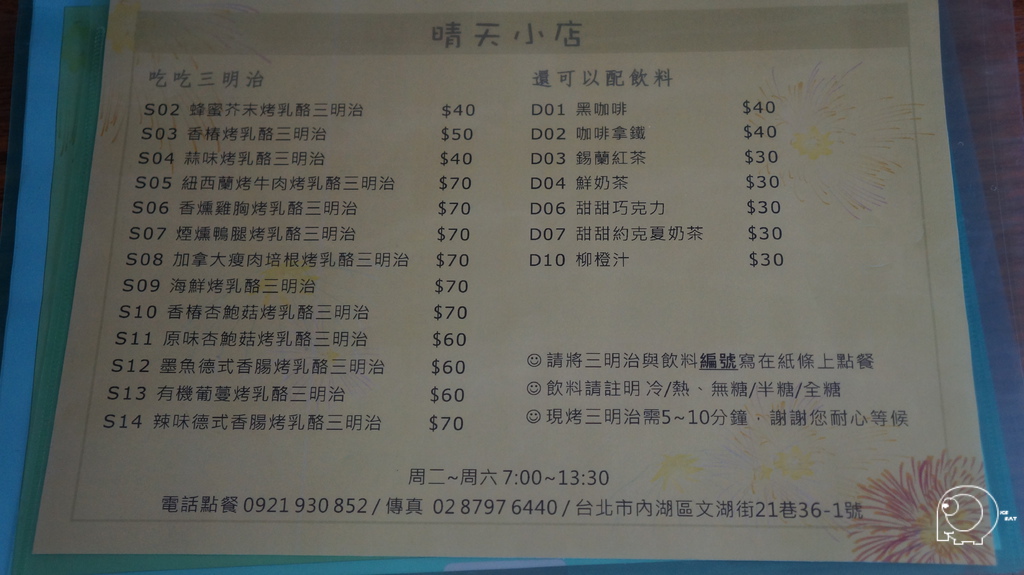 晴天小店
吃吃三明治
S02 蜂蜜芥末烤乳酪三明治 $40
S03 香椿烤乳酪三明治 $50
S04 蒜味烤乳酪三明治 $40
S05 紐西蘭烤牛肉烤乳酪三明治 $70
S06 香燻雞胸烤乳酪三明治 $70
S07 煙燻鴨腿烤乳酪三明治 $70
S08 加拿大瘦肉培根烤乳酪三明治 $70
S09 海鮮烤乳酪三明治 $70
S10 香椿杏鮑菇烤乳酪三明治 $70
S11 原味杏鮑菇烤乳酪三明治 $60
S12 墨魚德式香腸烤乳酪三明治 $60
S13 有機葡蔓烤乳酪三明治 $60
S14 辣味德式香腸烤乳酪三明治 $70
還可以配飲料
D01 黑咖啡 $40
D02 咖啡拿鐵 $40
D03 錫蘭紅茶 $30
D04 鮮奶茶 $30
D06 甜甜巧克力 $30
D07 甜甜約克夏奶茶 $30
D10 柳橙汁 $30
☺請將三明治與飲料編號寫在紙條上點餐
☺飲料請註明 冷/熱、無糖/半糖/全糖
☺現烤三明治需5~10分鐘，謝謝您耐心等候
周二~周六 7:00~13:30
電話點餐 0921 930 852 / 傳真 02 8797 6440 / 台北市內湖區文湖街21巷36-1號